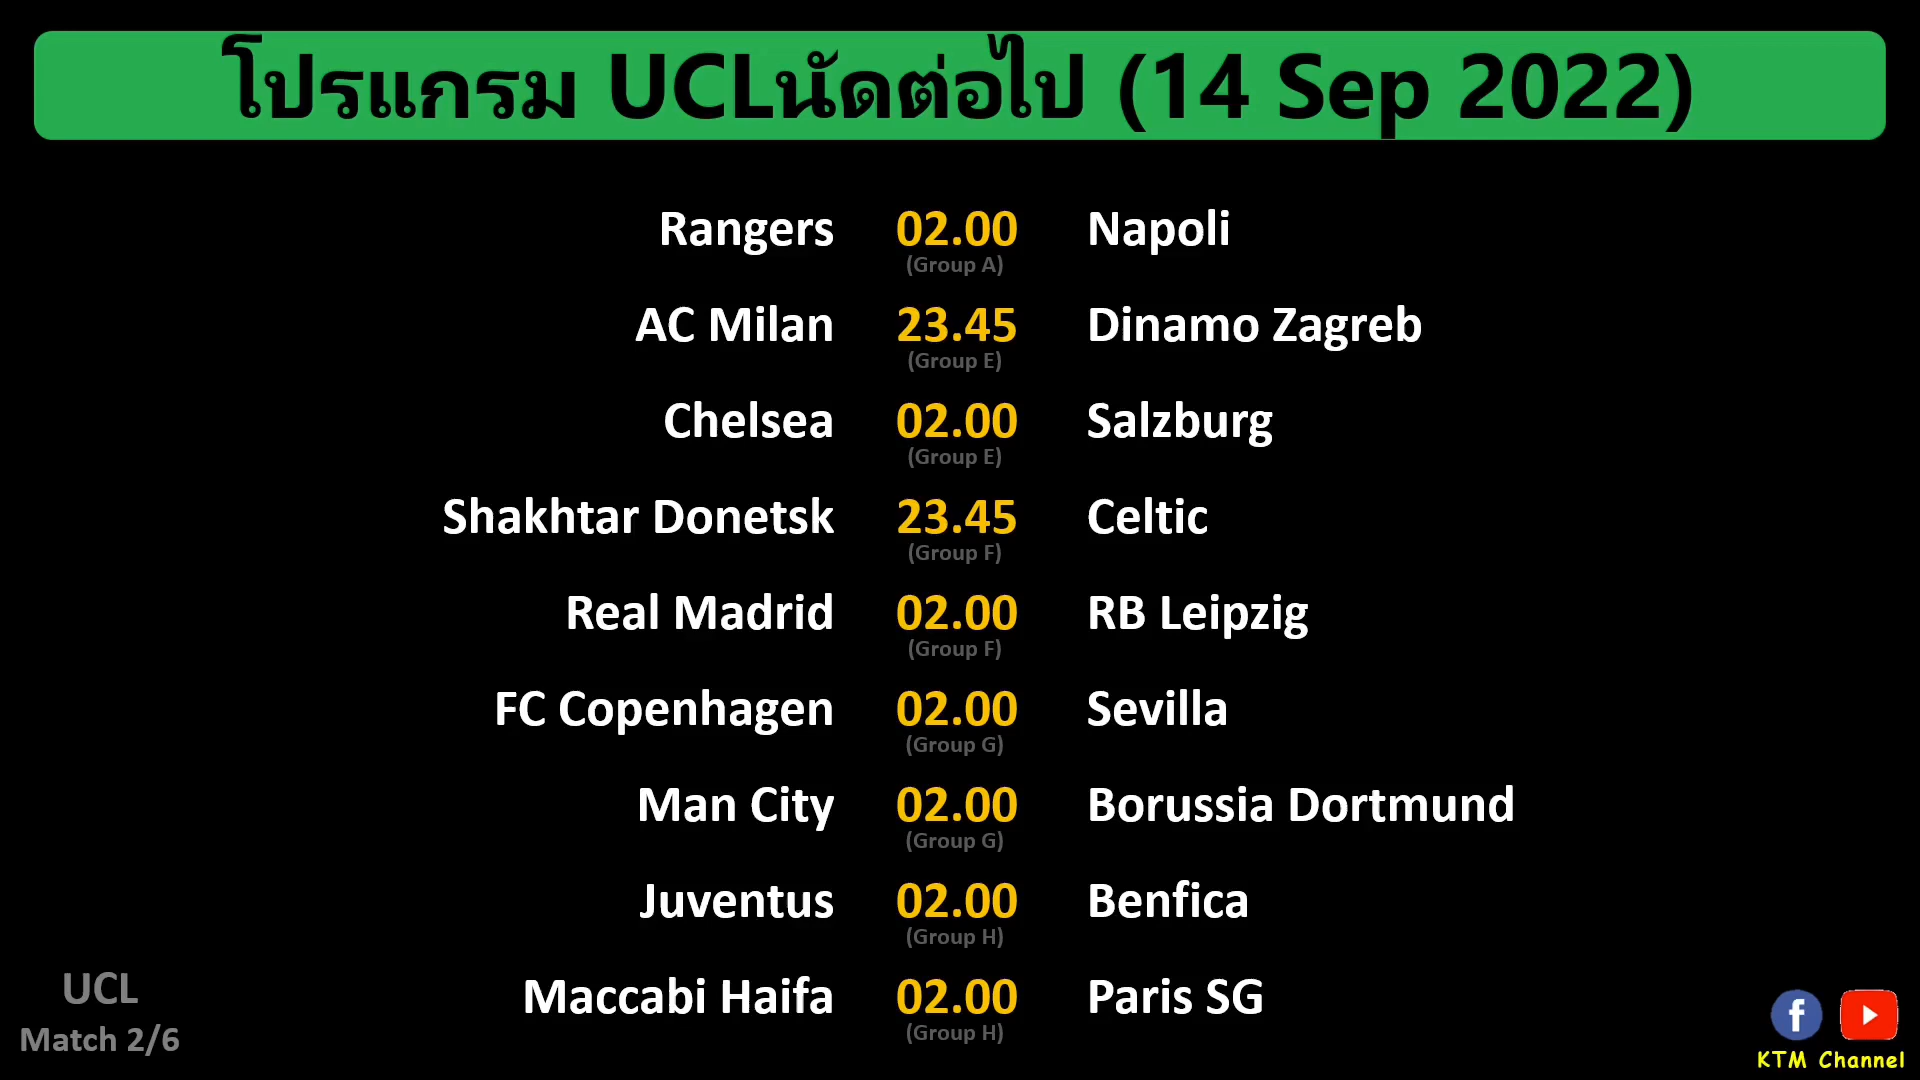 โปรแกรม UCLนัดต่อไป (14 Sep 2022)
Rangers 02.00 Napoli
(Group A)
AC Milan 23.45 Dinamo Zagreb
(Group E)
Chelsea 02.00 Salzburg
(Group E)
Shakhtar Donetsk 23.45 Celtic
(Group F)
Real Madrid 02.00 RB Leipzig
(Group F)
FC Copenhagen 02.00 Sevilla
(Group G)
Man City 02.00 Borussia Dortmund
(Group G)
Juventus 02.00 Benfica
(Group H)
Maccabi Haifa 02.00 Paris SG
(Group H)
UCL
Match 2/6
f
KTM Channel